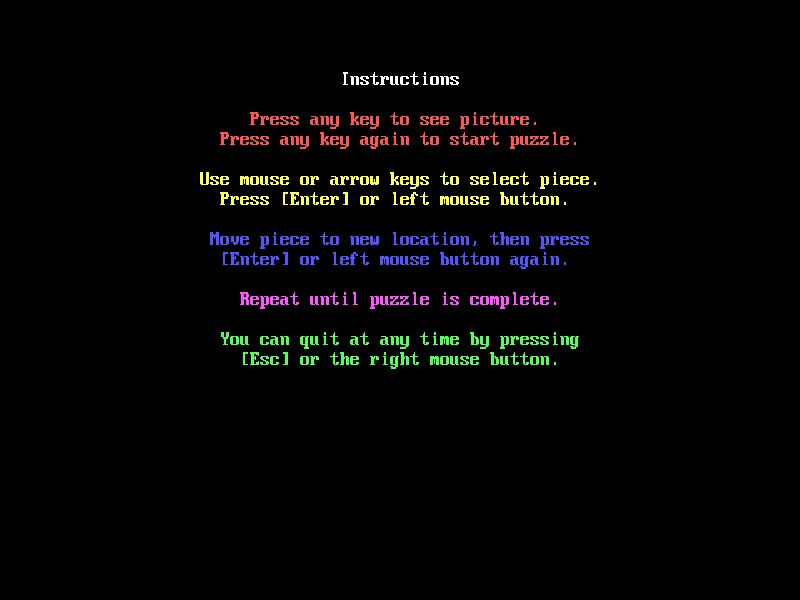 Instructions
Press any key to see picture.
Press any key again to start puzzle.
Use mouse or arrow keys to select piece.
Press [Enter] or left mouse button.
Move piece to new location, then press
[Enter] or left mouse button again.
Repeat until puzzle is complete.
You can quit at any time by pressing
[Esc] or the right mouse button.